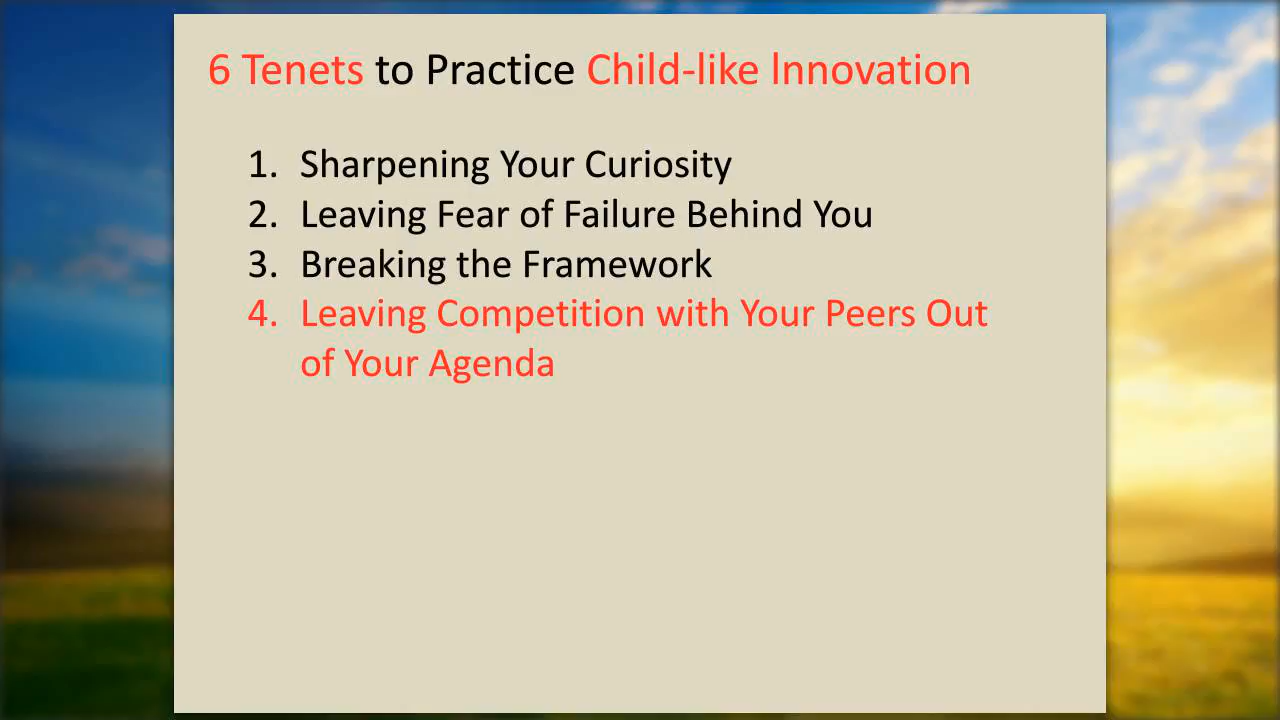 6 Tenets to Practice Child-like Innovation
1. Sharpening Your Curiosity
2. Leaving Fear of Failure Behind You
3. Breaking the Framework
4. Leaving Competition with Your Peers Out
of Your Agenda